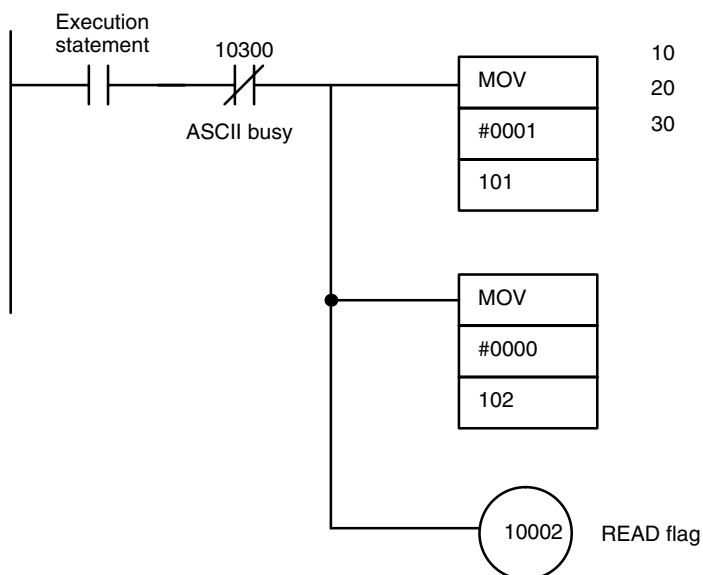 Execution
statement
10300
ASCII busy
MOV
#0001
101
10
20
30
MOV
#0000
102
10002
READ flag